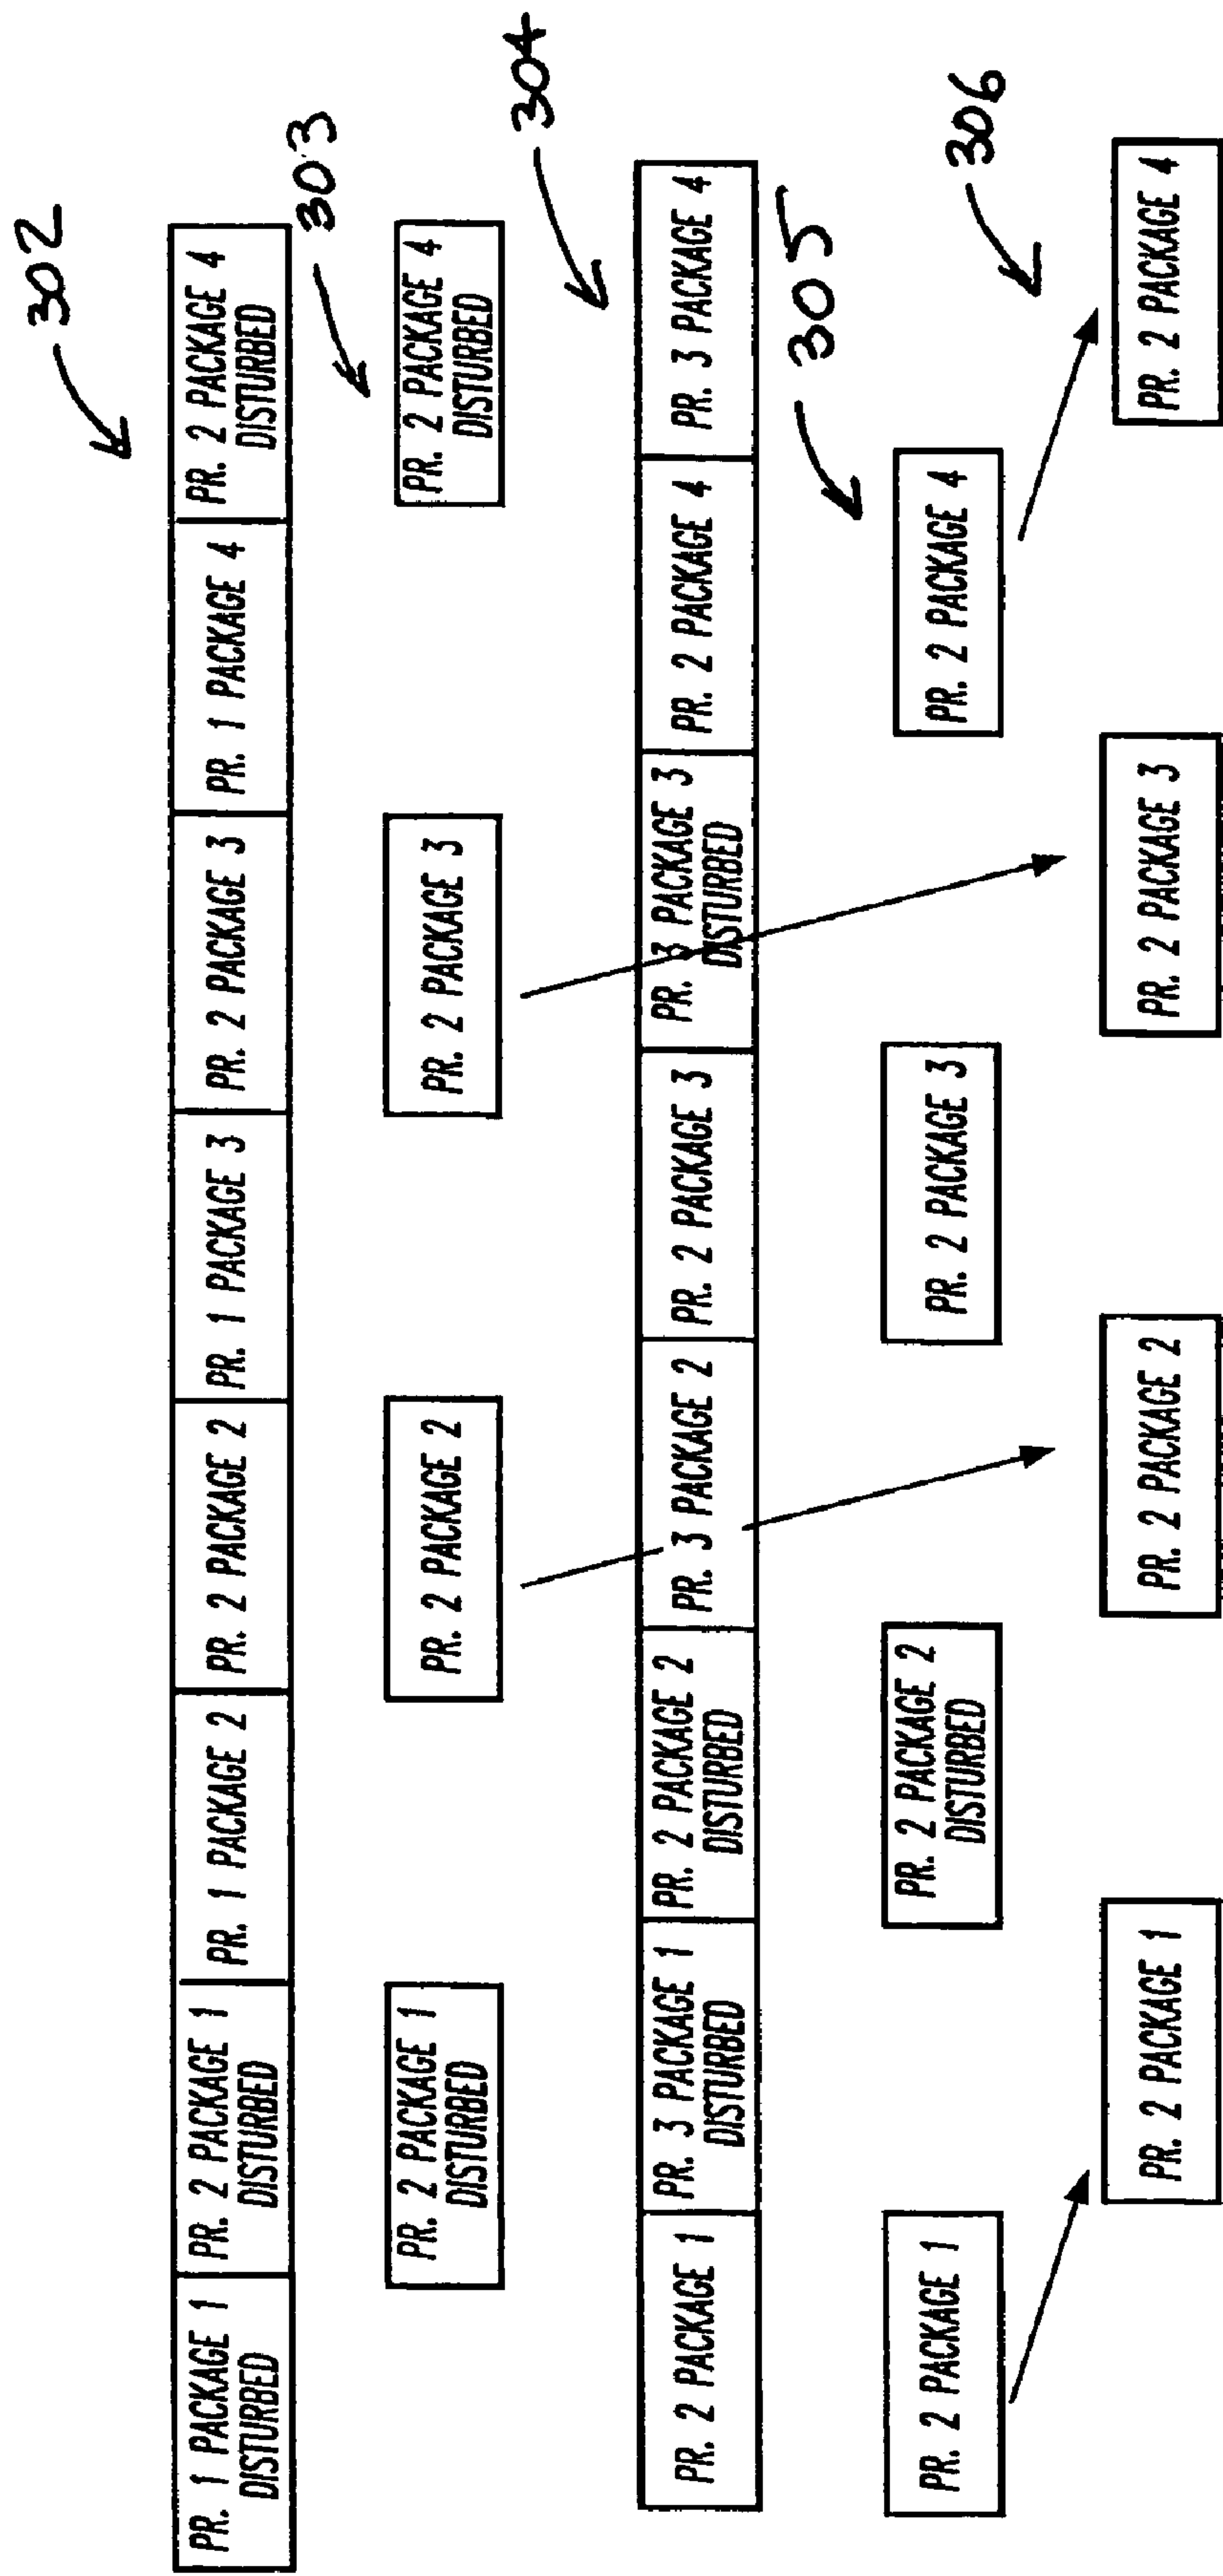 302
PR. 1 PACKAGE 1
DISTURBED
PR. 2 PACKAGE 1
DISTURBED
PR. 1 PACKAGE 2
PR. 2 PACKAGE 2
PR. 1 PACKAGE 3
PR. 2 PACKAGE 3
PR. 1 PACKAGE 4
PR. 2 PACKAGE 4
DISTURBED
303
PR. 2 PACKAGE 1
DISTURBED
PR. 2 PACKAGE 2
PR. 2 PACKAGE 3
PR. 2 PACKAGE 4
DISTURBED
304
PR. 2 PACKAGE 1
PR. 3 PACKAGE 1
DISTURBED
PR. 2 PACKAGE 2
DISTURBED
PR. 3 PACKAGE 2
PR. 2 PACKAGE 3
PR. 3 PACKAGE 3
DISTURBED
PR. 2 PACKAGE 4
PR. 3 PACKAGE 4
305
PR. 2 PACKAGE 1
PR. 2 PACKAGE 2
DISTURBED
PR. 2 PACKAGE 3
PR. 2 PACKAGE 4
306
PR. 2 PACKAGE 1
PR. 2 PACKAGE 2
PR. 2 PACKAGE 3
PR. 2 PACKAGE 4